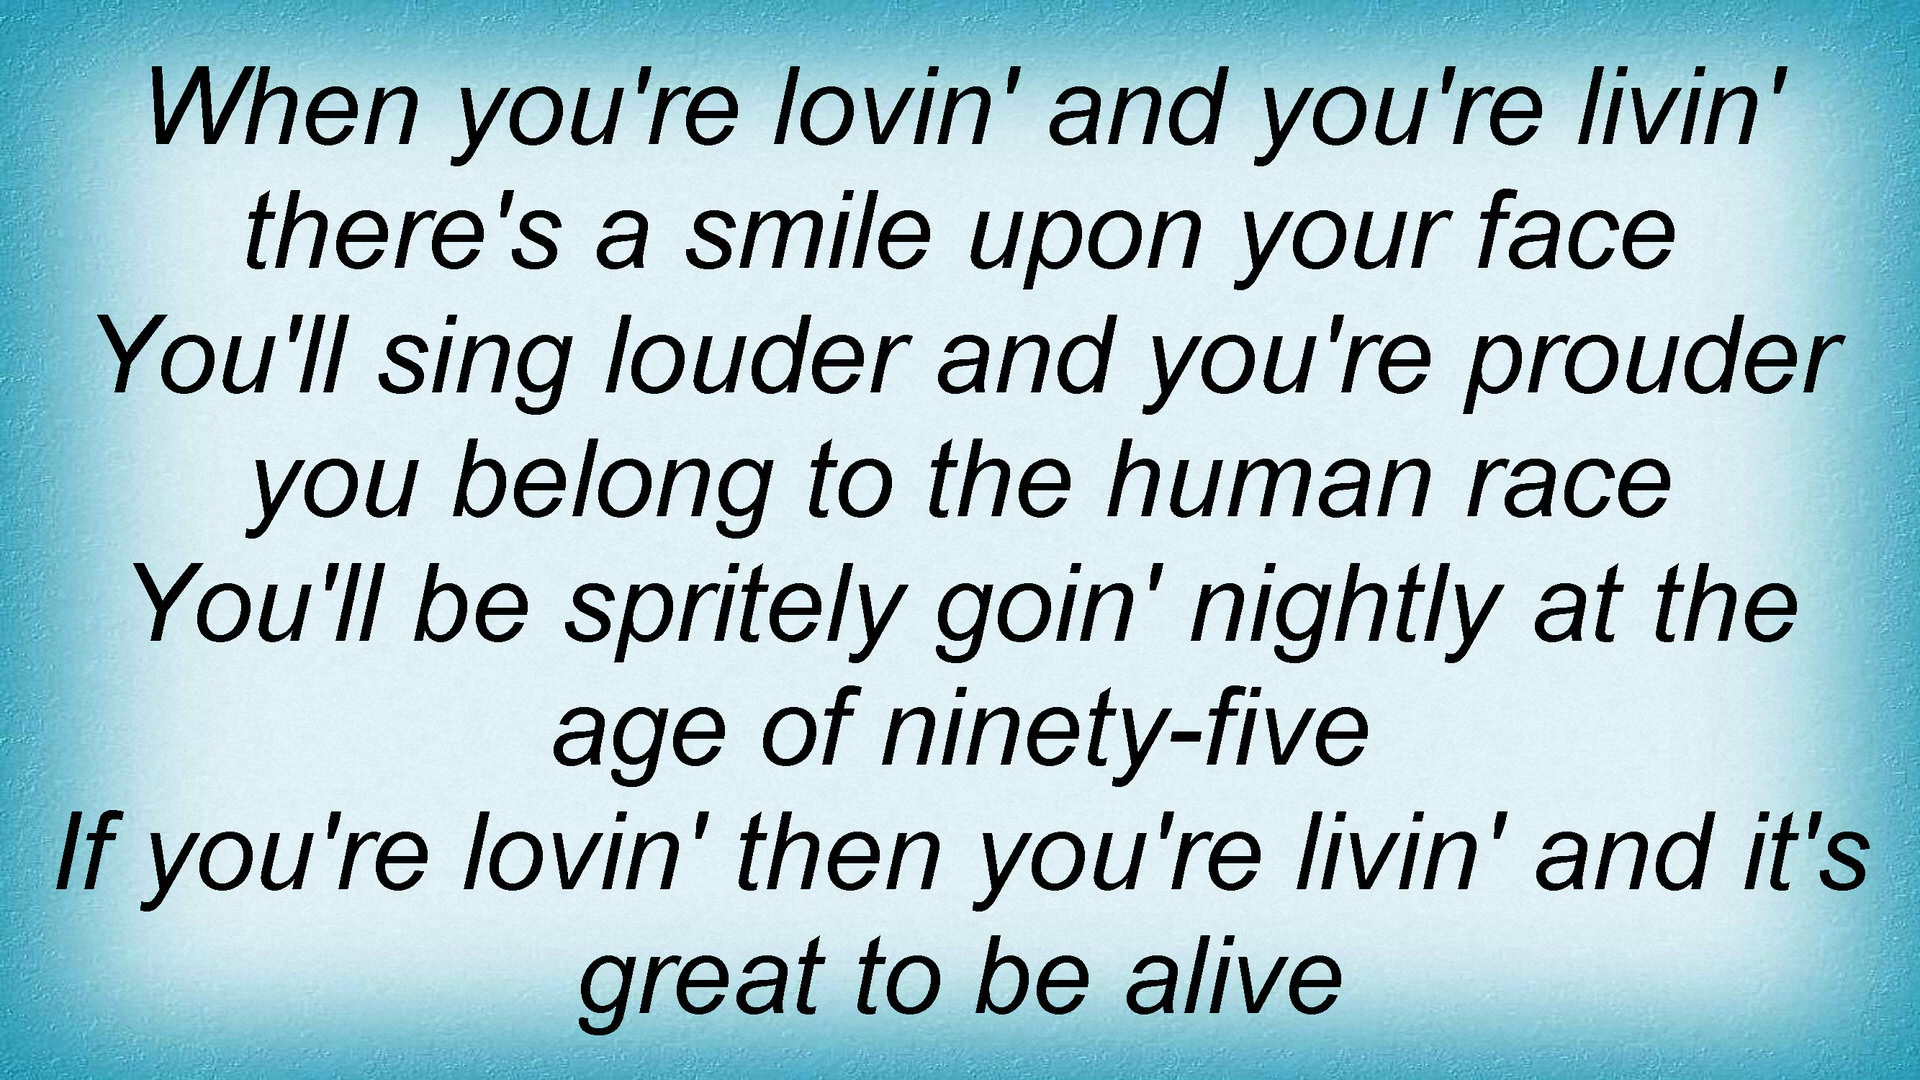 When you're lovin' and you're livin'
there's a smile upon your face
You'll sing louder and you're prouder
you belong to the human race
You'll be spritely goin' nightly at the
age of ninety-five
If you're lovin' then you're livin' and it's
great to be alive